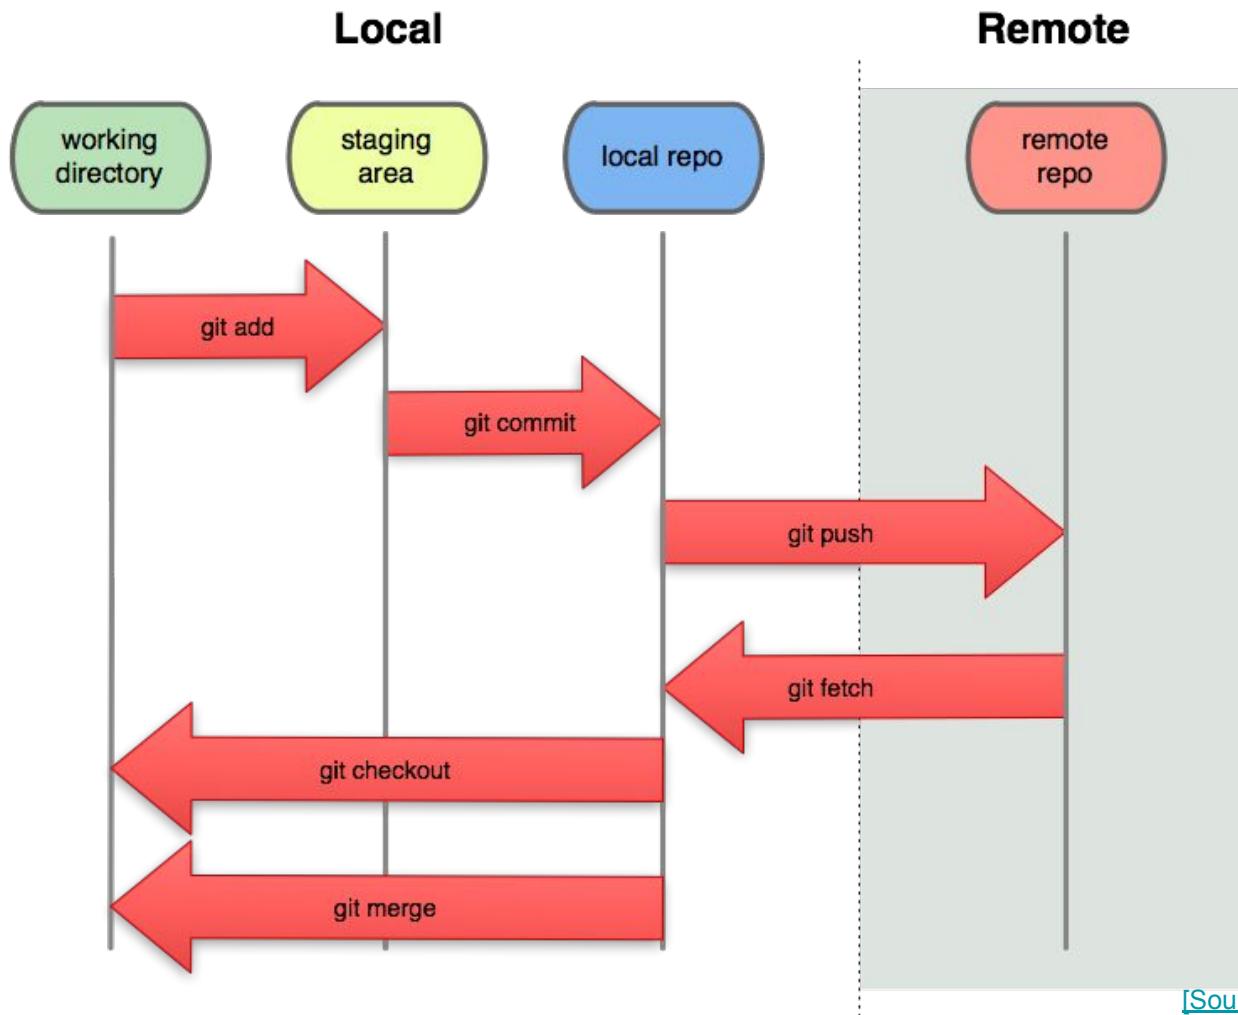 Local
Remote
working
directory
staging
area
local repo
remote
repo
git add
git commit
git push
git fetch
git checkout
git merge
[Sou